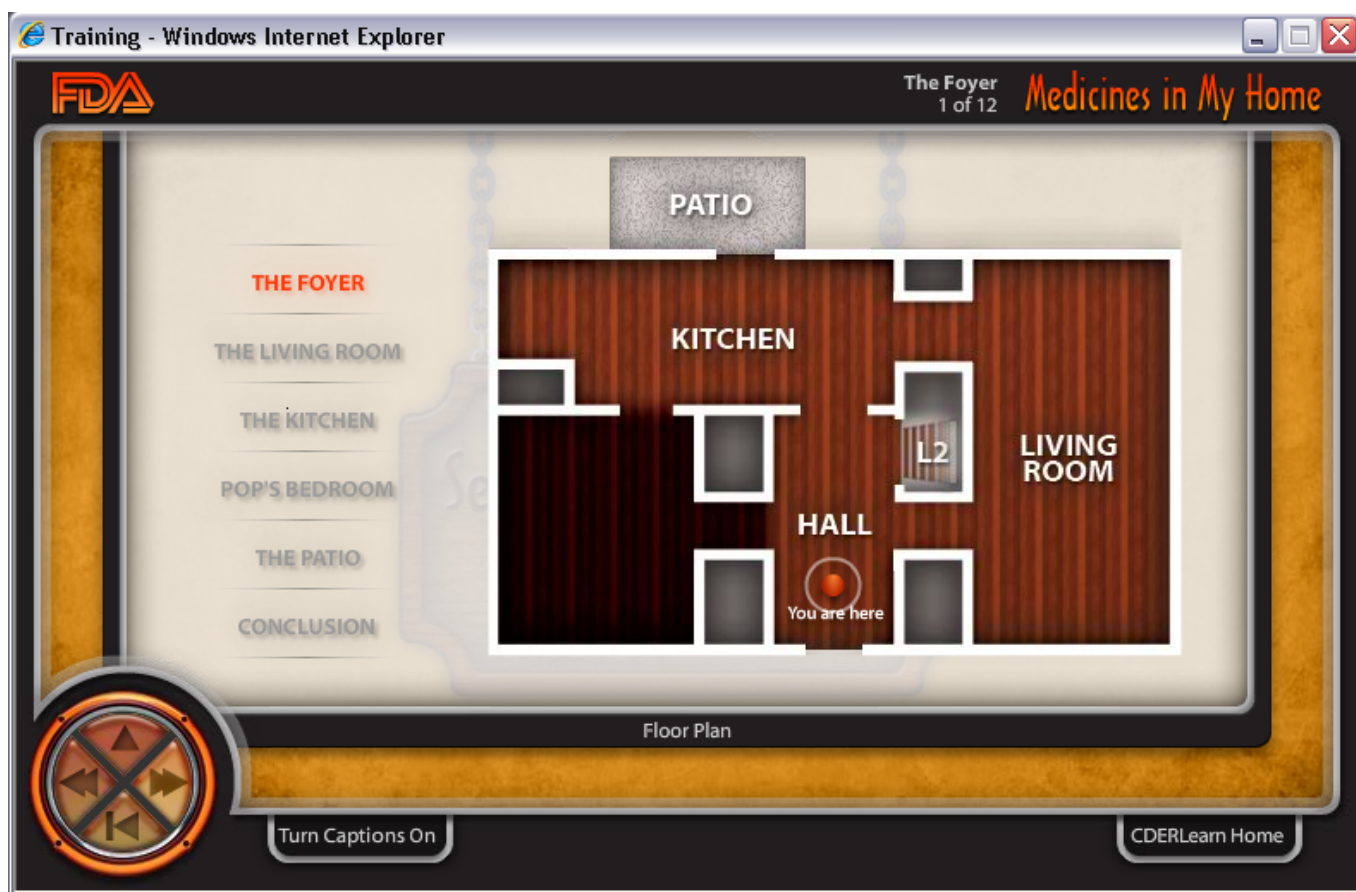 Training - Windows Internet Explorer
FDA
The Foyer
1 of 12
Medicines in My Home
PATIO
THE FOYER
THE LIVING ROOM
THE KITCHEN
POP'S BEDROOM
THE PATIO
CONCLUSION
KITCHEN
L2
LIVING
ROOM
HALL
You are here
Floor Plan
Turn Captions On
CDERLearn Home